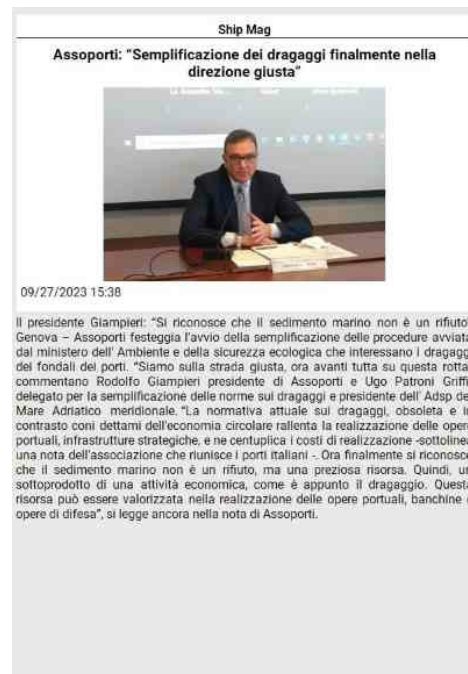 Ship Mag
Assoporti: “Semplificazione dei dragaggi finalmente nella
direzione giusta”
09/27/2023 15:38
Il presidente Giampieri: “Si riconosce che il sedimento marino non è un rifiuto”
Genova – Assoporti festeggia l'avvio della semplificazione delle procedure avviata
dal ministero dell' Ambiente e della sicurezza ecologica che interessano i dragaggi
dei fondali dei porti. “Siamo sulla strada giusta, ora avanti tutta su questa rotta”
commentano Rodolfo Giampieri presidente di Assoporti e Ugo Patroni Griffi
delegato per la semplificazione delle norme sui dragaggi e presidente dell' Adsp del
Mare Adriatico meridionale. “La normativa attuale sui dragaggi, obsoleta e in
contrasto coni dettami dell'economia circolare rallenta la realizzazione delle opere
portuali, infrastrutture strategiche, e ne centuplica i costi di realizzazione -sottolinea
una nota dell'associazione che riunisce i porti italiani -. Ora finalmente si riconosce
che il sedimento marino non è un rifiuto, ma una preziosa risorsa. Quindi, un
sottoprodotto di una attività economica, come è appunto il dragaggio. Questa
risorsa può essere valorizzata nella realizzazione delle opere portuali, banchine e
opere di difesa”, si legge ancora nella nota di Assoporti.